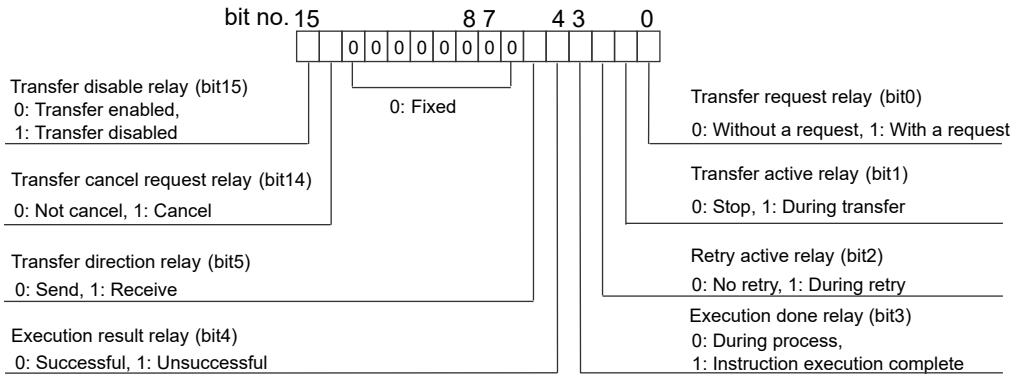 bit no. 15 8 7 4 3 0
0 0 0 0 0 0 0 0
0: Fixed
Transfer disable relay (bit15)
0: Transfer enabled,
1: Transfer disabled
Transfer cancel request relay (bit14)
0: Not cancel, 1: Cancel
Transfer direction relay (bit5)
0: Send, 1: Receive
Execution result relay (bit4)
0: Successful, 1: Unsuccessful
Transfer request relay (bit0)
0: Without a request, 1: With a request
Transfer active relay (bit1)
0: Stop, 1: During transfer
Retry active relay (bit2)
0: No retry, 1: During retry
Execution done relay (bit3)
0: During process,
1: Instruction execution complete